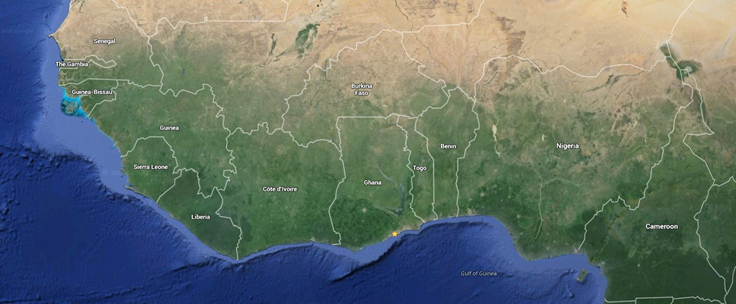 Senegal
The Gambia
Guinea-Bissau
Burkina
Faso
Guinea
Benin
Nigeria
Sierra Leone
Togo
Ghana
Côte d'Ivoire
Liberia
Cameroon
Gulf of Guinea